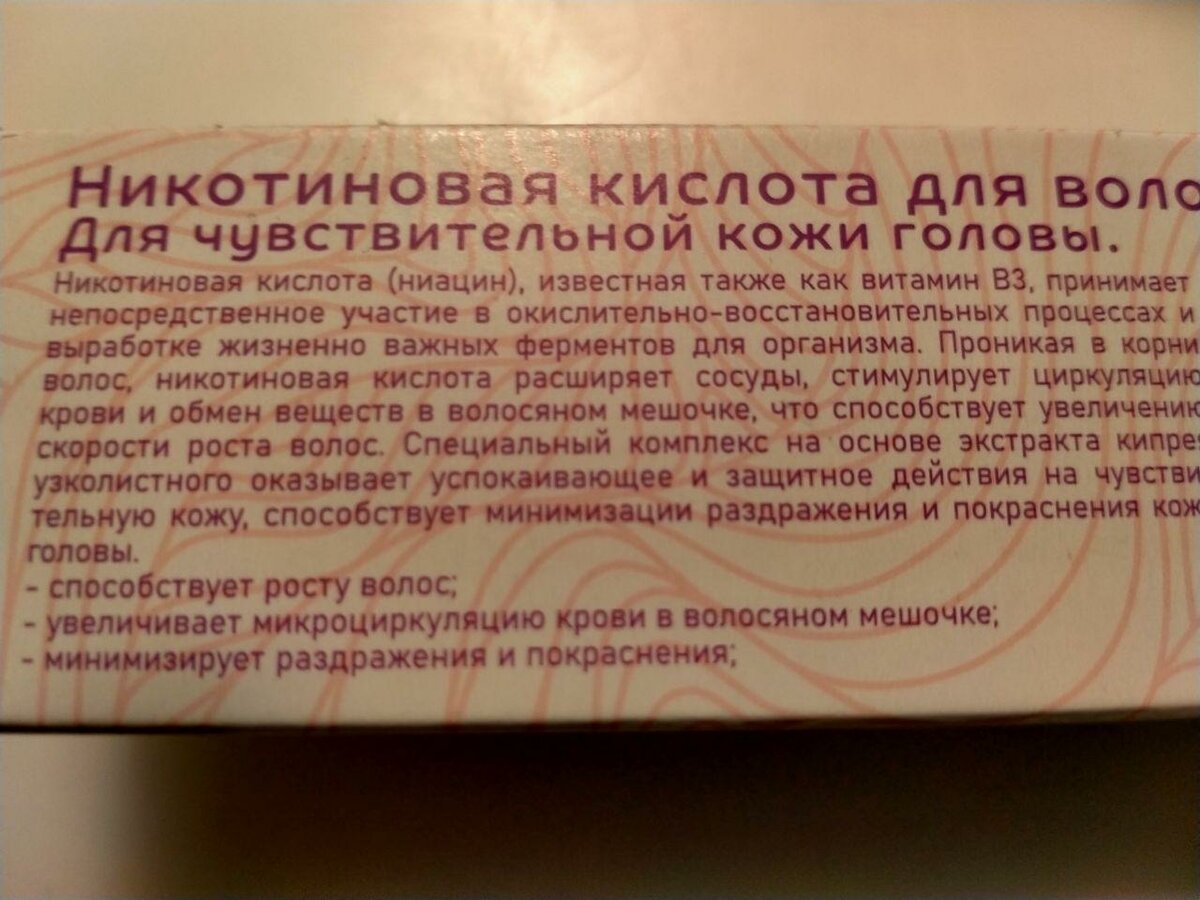 Никотиновая кислота для воло
Для чувствительной кожи головы.
Никотиновая кислота (ниацин), известная также как витамин В3, принимает
непосредственное участие в окислительно-восстановительных процессах и
выработке жизненно важных ферментов для организма. Проникая в корни
волос, никотиновая кислота расширяет сосуды, стимулирует циркуляцию
крови и обмен веществ в волосяном мешочке, что способствует увеличению
скорости роста волос. Специальный комплекс на основе экстракта кипре
узколистного оказывает успокаивающее и защитное действия на чувстви
тельную кожу, способствует минимизации раздражения и покраснения кож
головы.
- способствует росту волос;
- увеличивает микроциркуляцию крови в волосяном мешочке;
- минимизирует раздражения и покраснения;